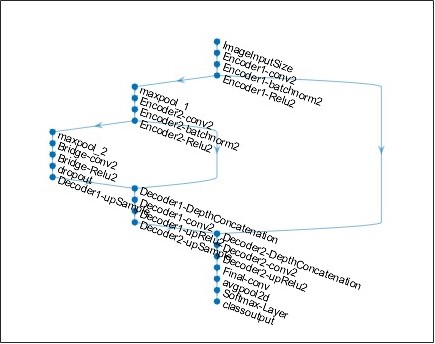 ImageInputSize
Encoder1-conv2
Encoder1-batchnorm2
Encoder1-Relu2
maxpool_1
Encoder2-conv2
Encoder2-batchnorm2
Encoder2-Relu2
maxpool_2
Bridge-conv2
Bridge-Relu2
dropout
Decoder1-upSample
Decoder1-DepthConcatenation
Decoder1-conv2
Decoder1-upRelu2
Decoder2-upSample
Decoder2-DepthConcatenation
Decoder2-conv2
Decoder2-upRelu2
Final-conv
avgpool2d
Softmax-Layer
classoutput